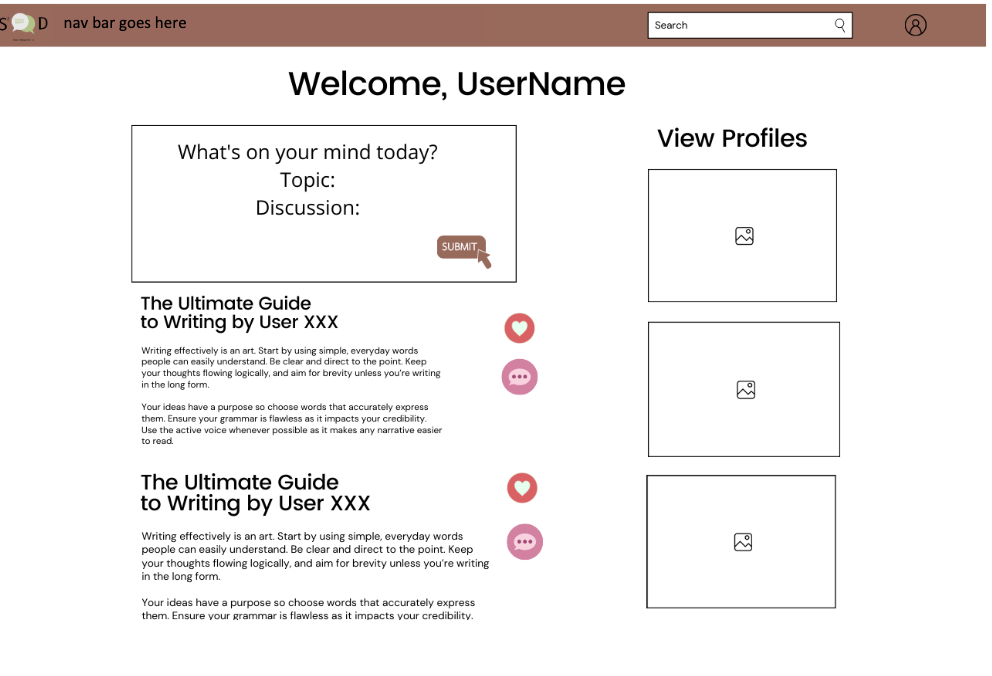 S D nav bar goes here
Search
Welcome, UserName
What's on your mind today?
Topic:
Discussion:
SUBMIT
The Ultimate Guide
to Writing by User XXX
Writing effectively is an art. Start by using simple, everyday words
people can easily understand. Be clear and direct to the point. Keep
your thoughts flowing logically, and aim for brevity unless you're writing
in the long form.
Your ideas have a purpose so choose words that accurately express
them. Ensure your grammar is flawless as it impacts your credibility.
Use the active voice whenever possible as it makes any narrative easier
to read.
The Ultimate Guide
to Writing by User XXX
Writing effectively is an art. Start by using simple, everyday words
people can easily understand. Be clear and direct to the point. Keep
your thoughts flowing logically, and aim for brevity unless you're writing
in the long form.
Your ideas have a purpose so choose words that accurately express
them. Ensure your grammar is flawless as it impacts your credibility.
View Profiles